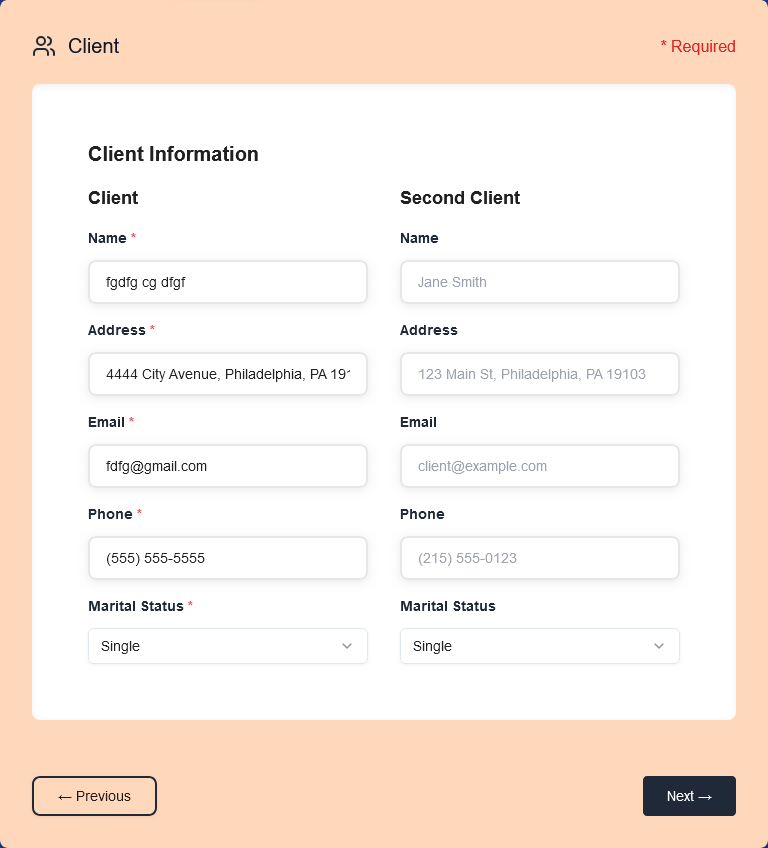 Client
* Required
Client Information
Client
Second Client
Name *
Name
fgdfg cg dfgf
Jane Smith
Address *
Address
4444 City Avenue, Philadelphia, PA 191
123 Main St, Philadelphia, PA 19103
Email *
Email
fdfg@gmail.com
client@example.com
Phone *
Phone
(555) 555-5555
(215) 555-0123
Marital Status *
Marital Status
Single
Single
← Previous
Next →